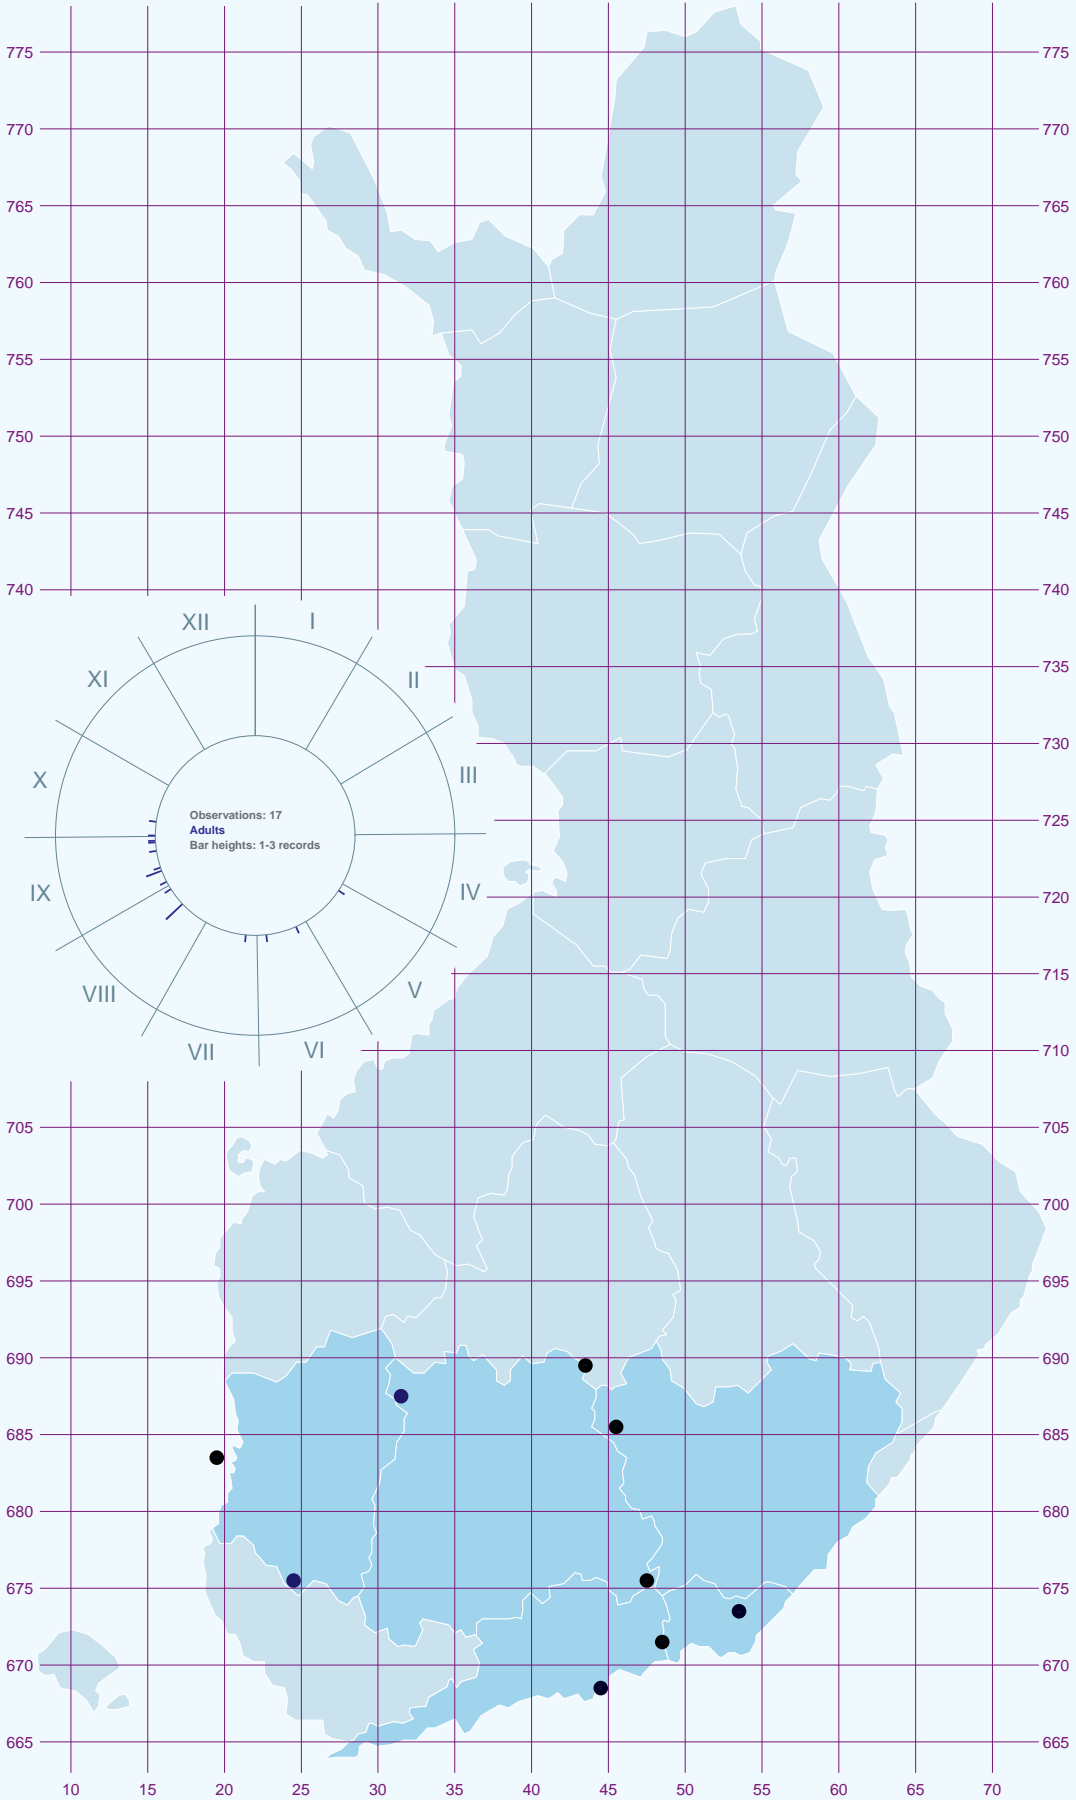 775 775
770 770
765 765
760 760
755 755
750 750
745 745
740 740
XII I
XI II
735
730
X III
Observations: 17
Adults
Bar heights: 1-3 records
725
IX IV
720
VIII V
715
VII VI
710
705 705
700 700
695 695
690 690
685 685
680 680
675 675
670 670
665 665
10 15 20 25 30 35 40 45 50 55 60 65 70